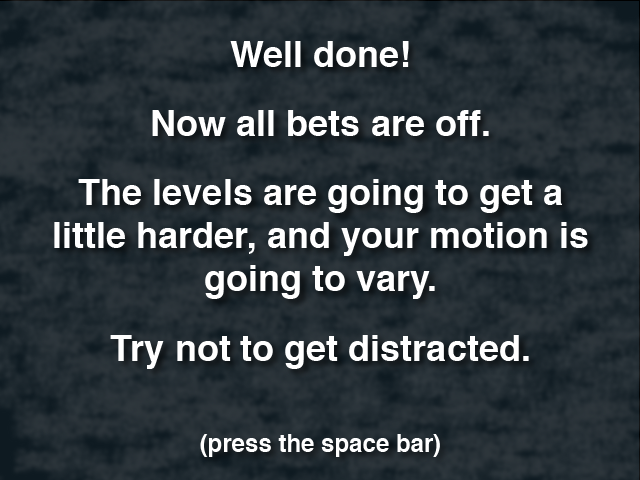 Well done!
Now all bets are off.
The levels are going to get a
little harder, and your motion is
going to vary.
Try not to get distracted.
(press the space bar)